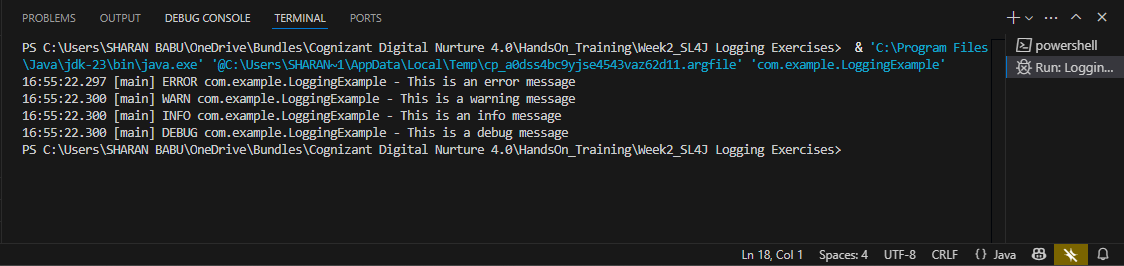 PROBLEMS OUTPUT DEBUG CONSOLE TERMINAL PORTS
PS C:\Users\SHARAN BABU\OneDrive\Bundles\Cognizant Digital Nurture 4.0\HandsOn_Training\Week2_SL4J Logging Exercises> & 'C:\Program Files
\Java\jdk-23\bin\java.exe' '@C:\Users\SHARAN~1\AppData\Local\Temp\cp_a0dss4bc9yjse4543vaz62d11.argfile' 'com.example.LoggingExample'
16:55:22.297 [main] ERROR com.example.LoggingExample - This is an error message
16:55:22.300 [main] WARN com.example.LoggingExample - This is a warning message
16:55:22.300 [main] INFO com.example.LoggingExample - This is an info message
16:55:22.300 [main] DEBUG com.example.LoggingExample - This is a debug message
PS C:\Users\SHARAN BABU\OneDrive\Bundles\Cognizant Digital Nurture 4.0\HandsOn_Training\Week2_SL4J Logging Exercises>
powershell
Run: Loggin...
Ln 18, Col 1 Spaces: 4 UTF-8 CRLF {} Java